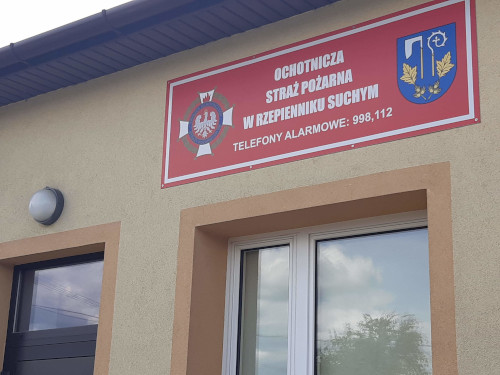 OCHOTNICZA
STRAŻ POŻARNA
W RZEPIENNIKU SUCHYM
TELEFONY ALARMOWE: 998,112